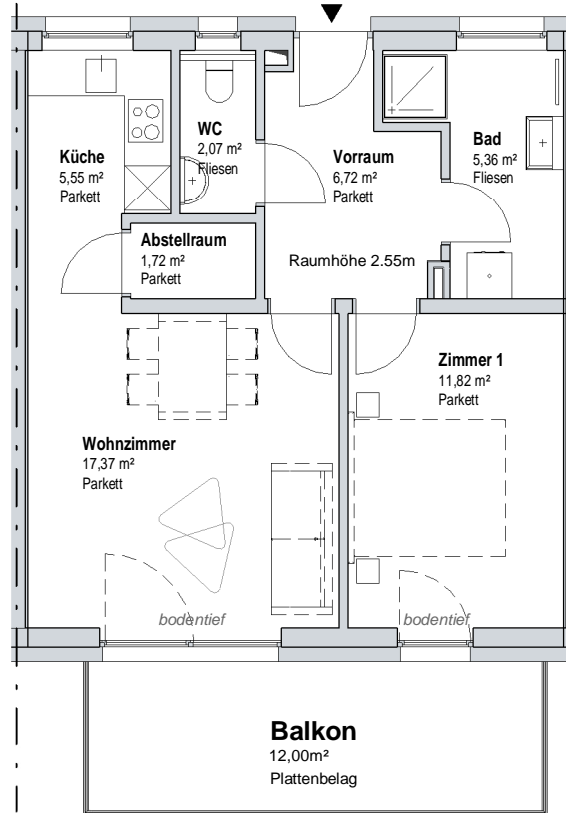 WC
2,07 m²
Fliesen
Küche
5,55 m²
Parkett
Vorraum
6,72 m²
Parkett
Bad
5,36 m²
Fliesen
Abstellraum
1,72 m²
Parkett
Raumhöhe 2.55m
Zimmer 1
11,82 m²
Parkett
Wohnzimmer
17,37 m²
Parkett
bodentief
bodentief
Balkon
12,00m²
Plattenbelag